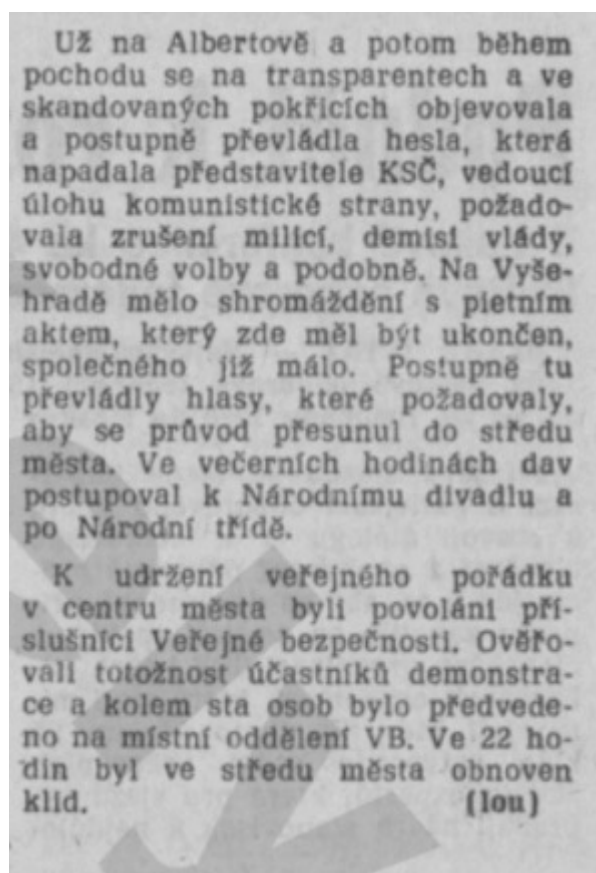 Už na Albertově a potom během
pochodu se na transparentech a ve
skandovaných pokřicích objevovala
a postupně převládla hesla, která
napadala představitele KSČ, vedoucí
úlohu komunistické strany, požado-
vala zrušení milicí, demisi vlády,
svobodné volby a podobně. Na Vyše-
hradě mělo shromáždění s pietním
aktem, který zde měl být ukončen,
společného již málo. Postupně tu
převládly hlasy, které požadovaly,
aby se průvod přesunul do středu
města. Ve večerních hodinách dav
postupoval k Národnímu divadlu a
po Národní třídě.
K udržení veřejného pořádku
v centru města byli povoláni pří-
slušníci Veřejné bezpečnosti. Ověřo-
vali totožnost účastníků demonstra-
ce a kolem sta osob bylo předvede-
no na místní oddělení VB. Ve 22 ho-
din byl ve středu města obnoven
klid. (lou)